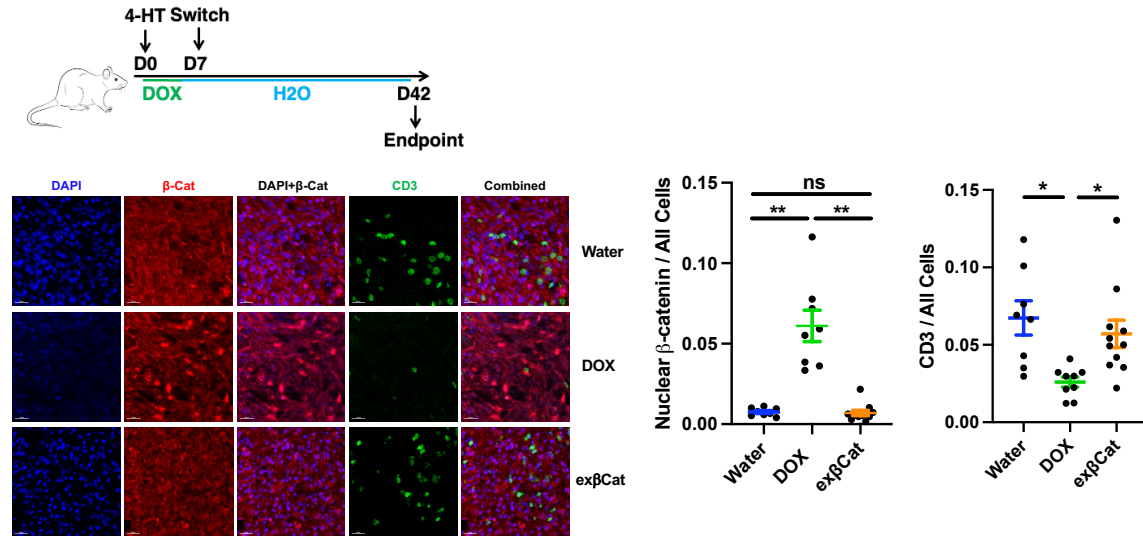 4-HT Switch
D0 D7
DOX H2O D42
Endpoint
DAPI β-Cat DAPI+β-Cat CD3 Combined
Water
DOX
exβCat
Nuclear β-catenin / All Cells
0.15
0.10
0.05
0.00
ns
** **
Water DOX exβCat
CD3 / All Cells
0.15
0.10
0.05
0.00
* *
Water DOX exβCat